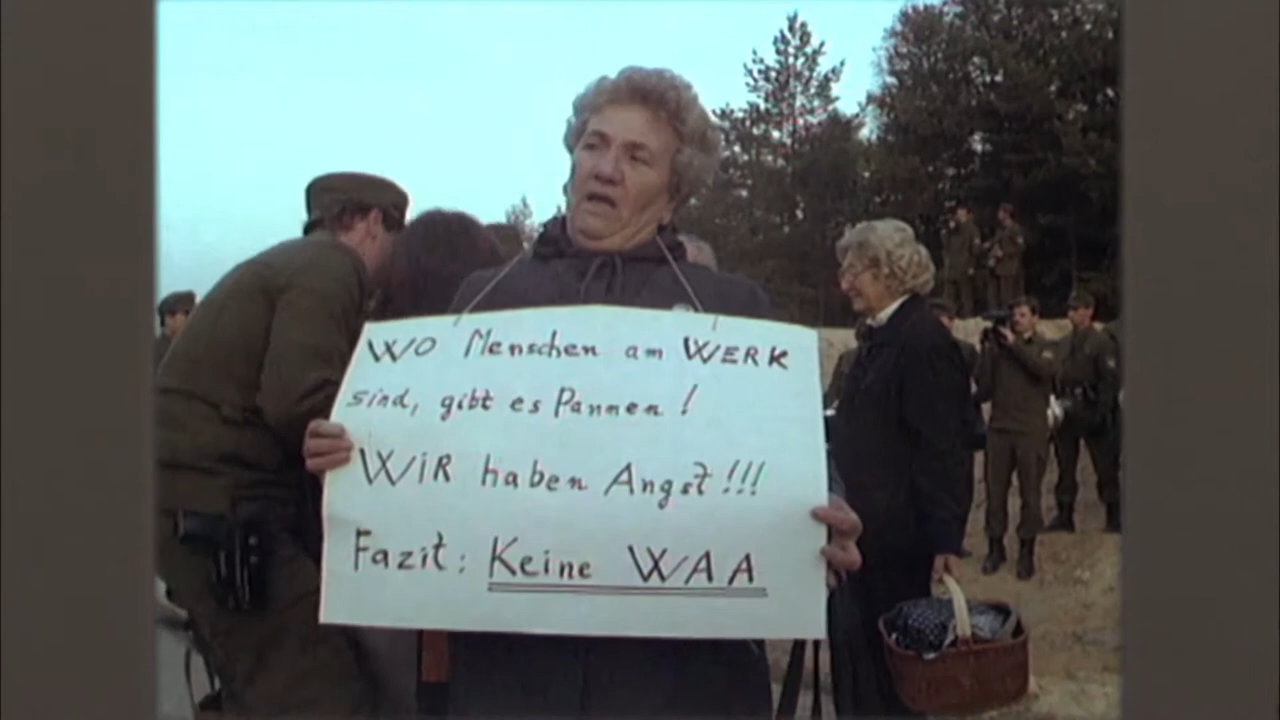 WO Menschen am WERK
sind, gibt es Pannen!
WiR haben Angst!!!
Fazit: Keine WAA